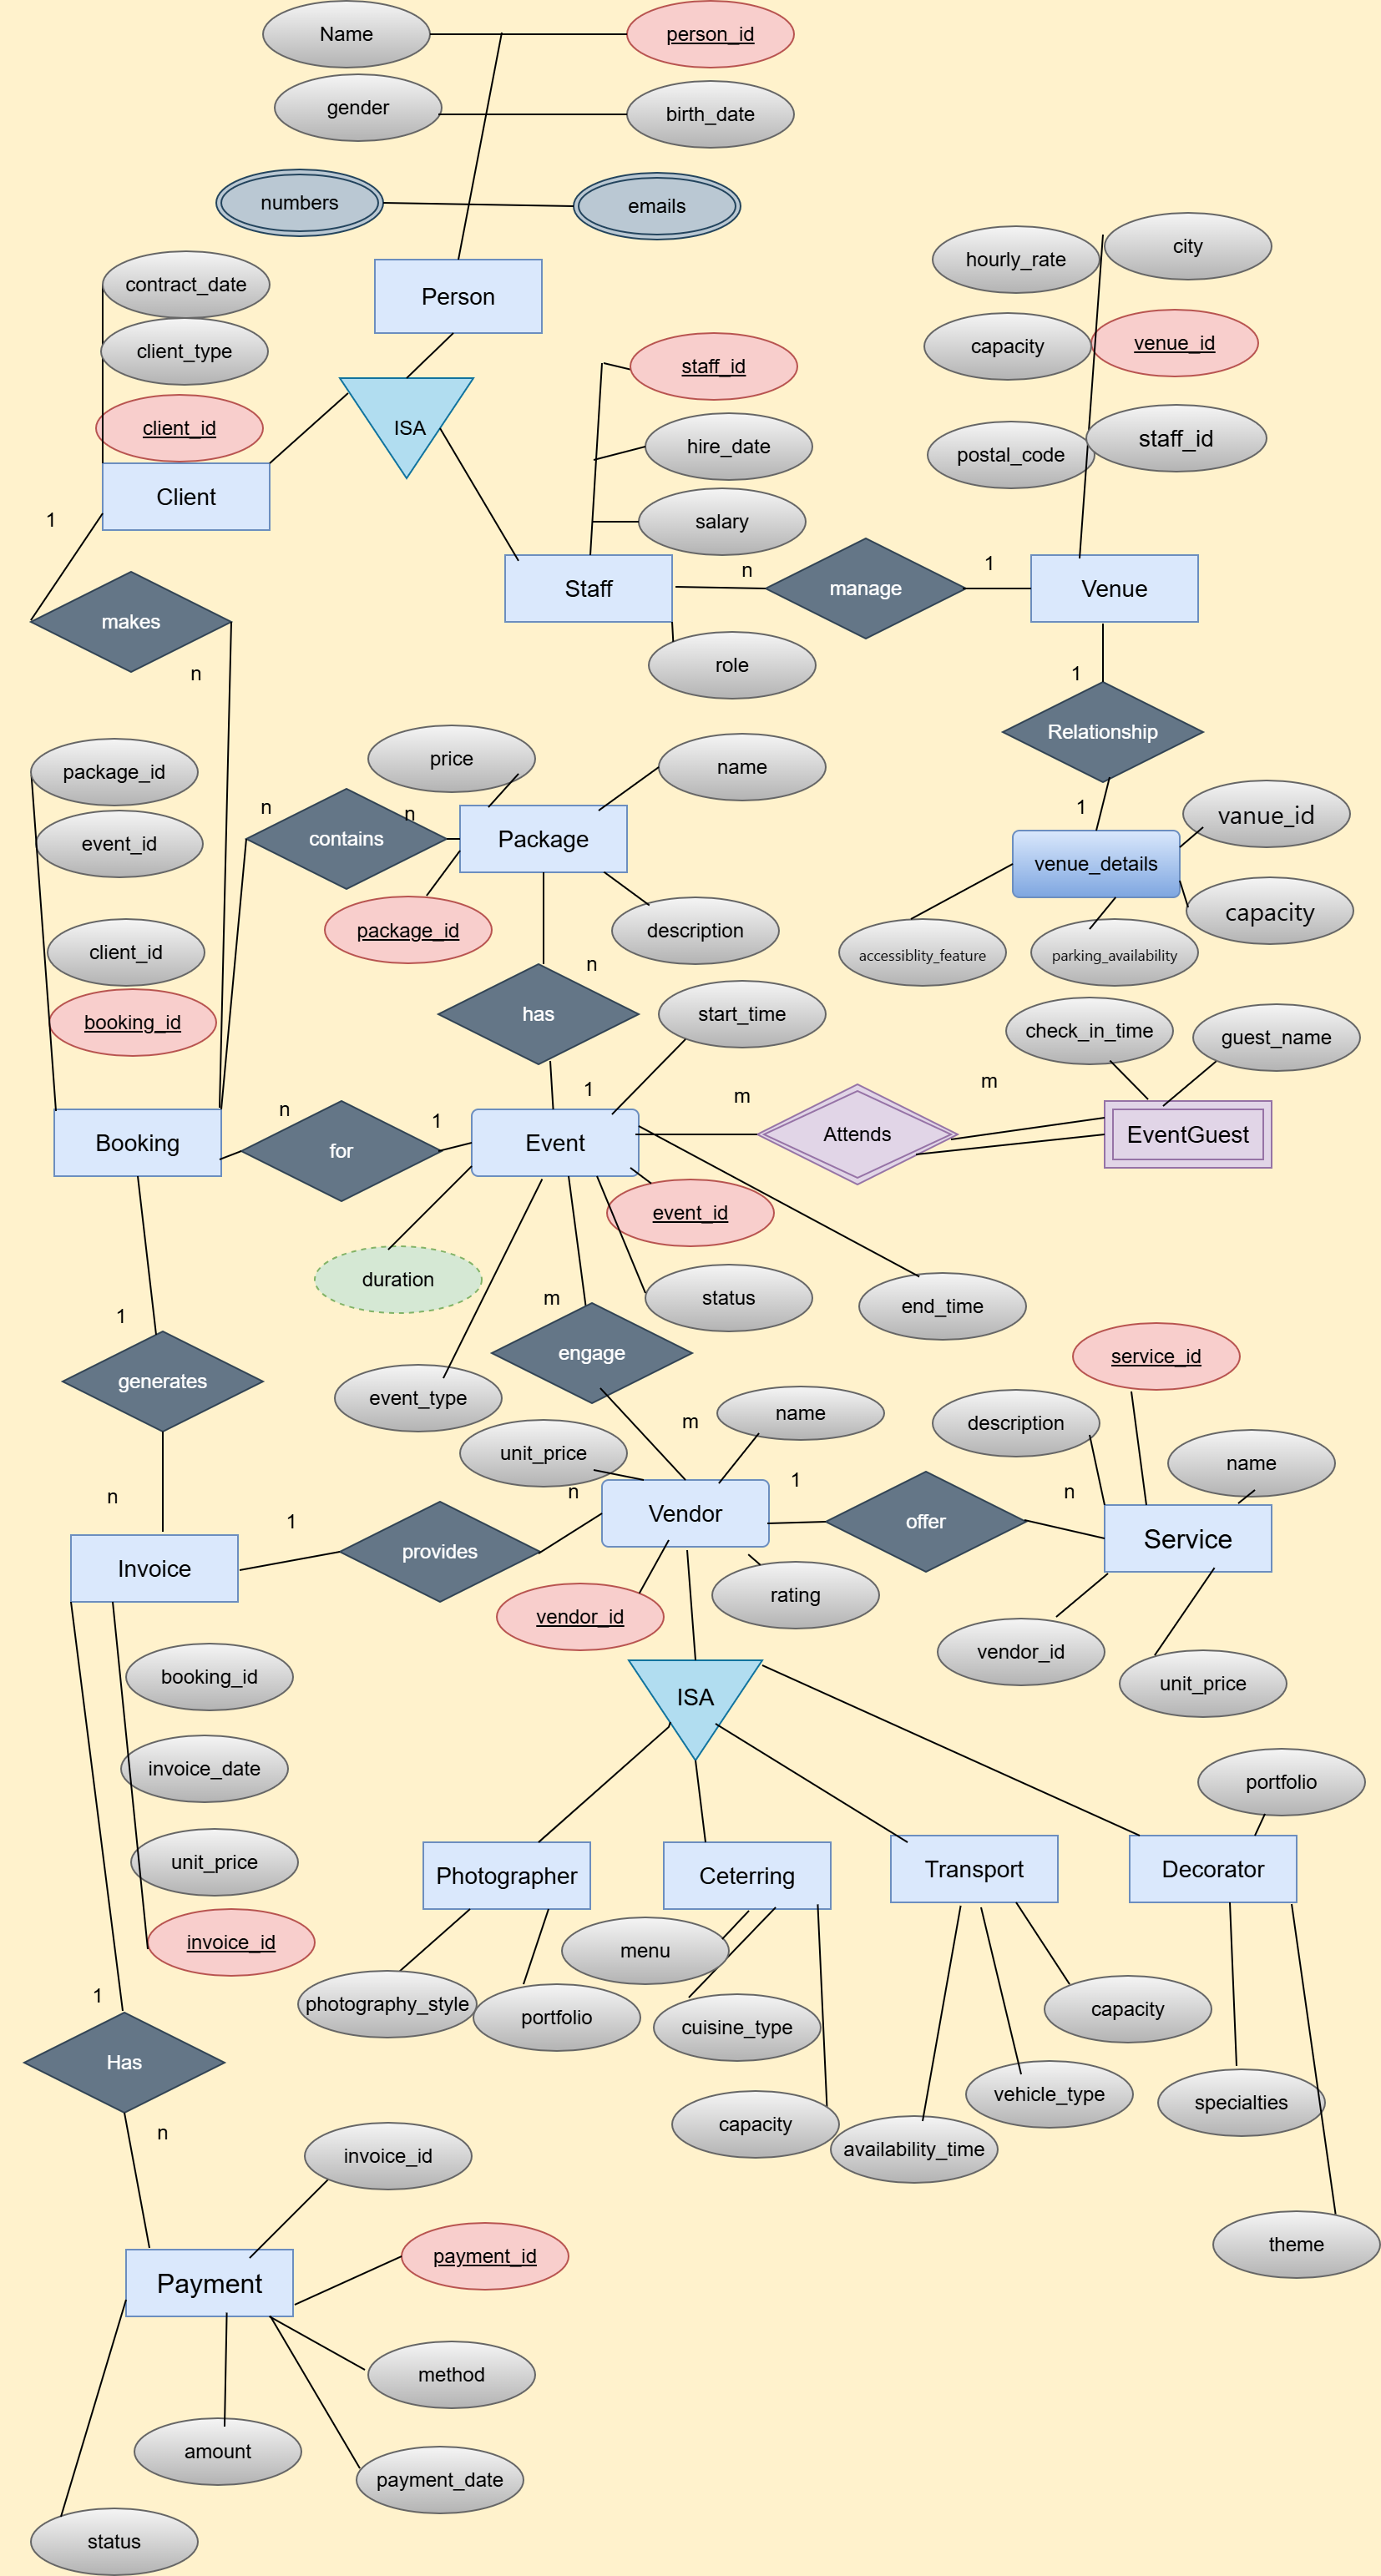 Name
person_id
gender
birth_date
numbers
emails
city
hourly_rate
contract_date
Person
venue_id
capacity
client_type
staff_id
ISA
client_id
hire_date
staff_id
postal_code
Client
salary
1
n
1
manage
Staff
Venue
makes
role
n
1
Relationship
price
name
package_id
n
n
1
vanue_id
contains
Package
event_id
venue_details
capacity
package_id
description
client_id
accessiblity_feature
parking_availability
n
has
start_time
booking_id
check_in_time
guest_name
1
m
m
n
1
Booking
for
Event
Attends
EventGuest
event_id
duration
status
end_time
m
1
engage
service_id
generates
event_type
name
m
description
unit_price
name
1
n
n
n
Vendor
1
offer
Service
provides
Invoice
rating
vendor_id
vendor_id
booking_id
unit_price
ISA
invoice_date
portfolio
unit_price
Photographer
Ceterring
Transport
Decorator
invoice_id
menu
1
photography_style
portfolio
capacity
cuisine_type
Has
vehicle_type
specialties
capacity
n
availability_time
invoice_id
theme
payment_id
Payment
method
amount
payment_date
status